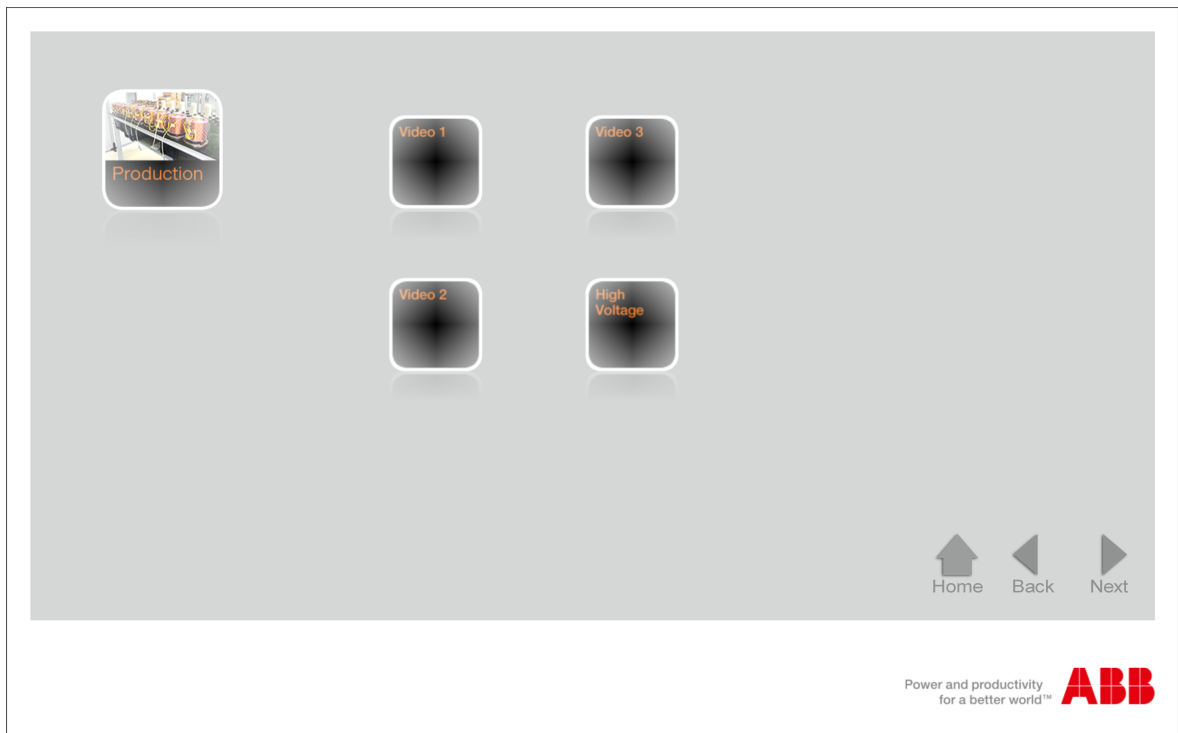 Production
Video 1
Video 3
Video 2
High
Voltage
Home
Back
Next
Power and productivity
for a better world™
ABB